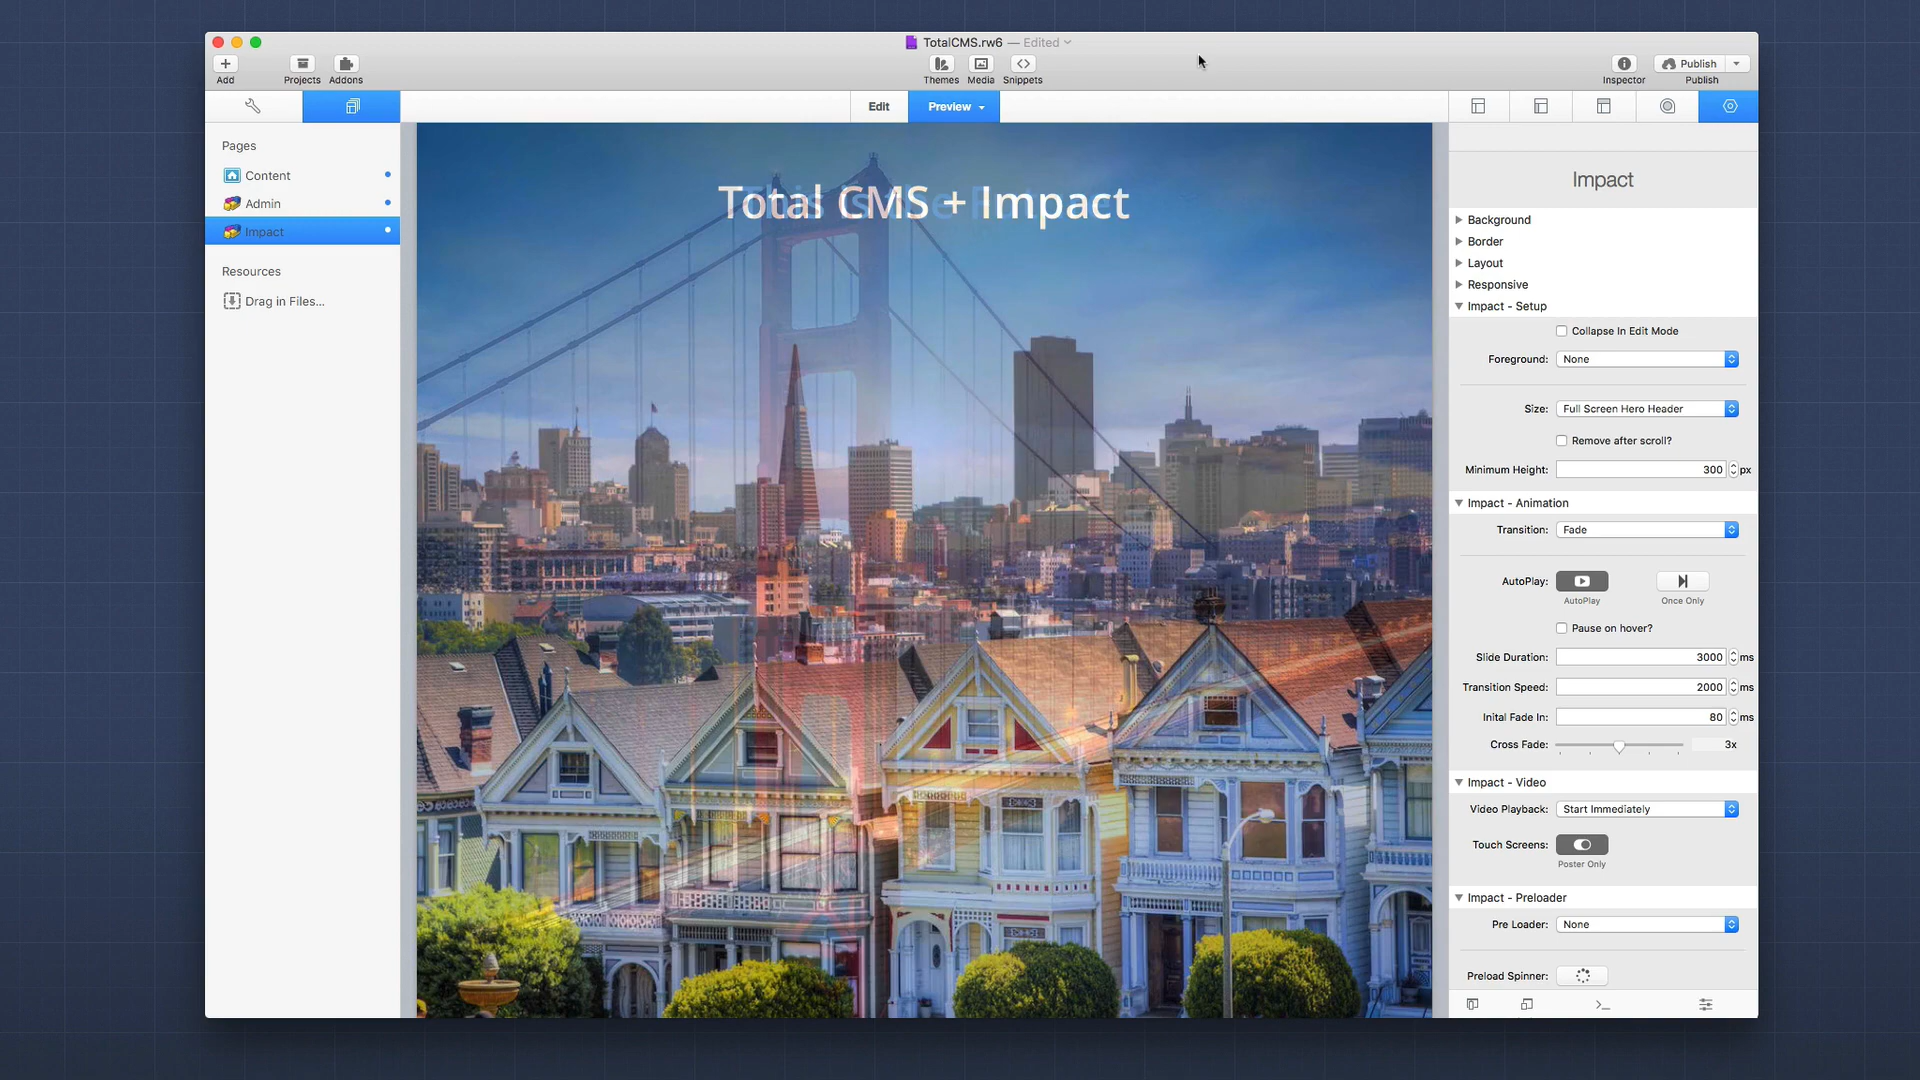 TotalCMS.rw6 — Edited
Add
Projects
Addons
Themes
Media
Snippets
Inspector
Publish
Publish
Edit
Preview
Pages
Content
Admin
Impact
Resources
Drag in Files...
Total CMS + Impact
Impact
Background
Border
Layout
Responsive
Impact - Setup
Collapse In Edit Mode
Foreground: None
Size: Full Screen Hero Header
Remove after scroll?
Minimum Height: 300 px
Impact - Animation
Transition: Fade
AutoPlay:
AutoPlay
Once Only
Pause on hover?
Slide Duration: 3000 ms
Transition Speed: 2000 ms
Inital Fade In: 80 ms
Cross Fade: 3x
Impact - Video
Video Playback: Start Immediately
Touch Screens:
Poster Only
Impact - Preloader
Pre Loader: None
Preload Spinner: